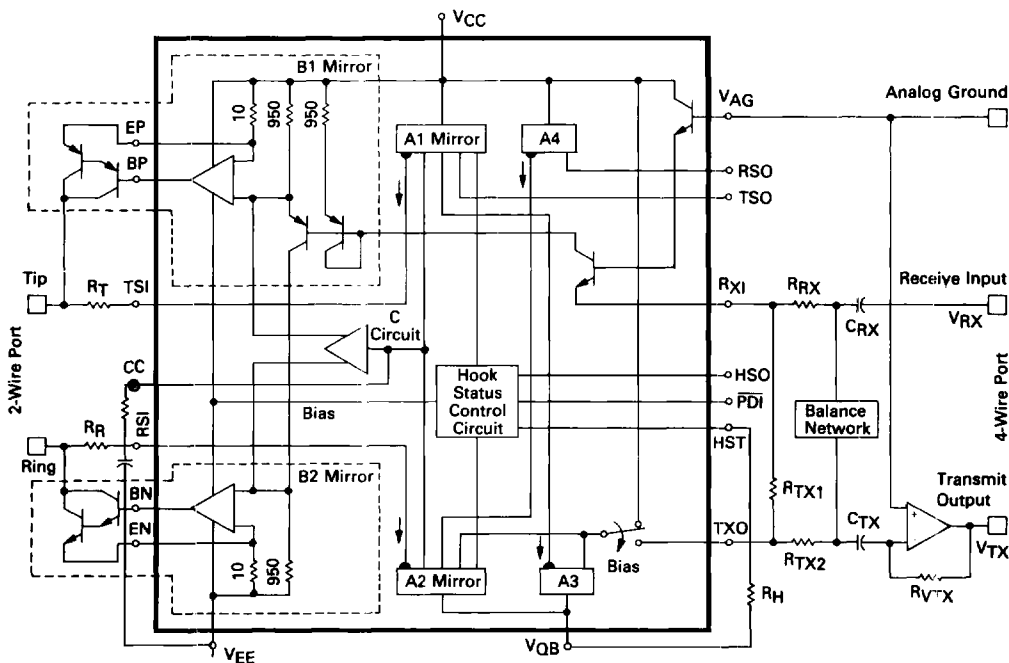 VCC
B1 Mirror
10
950
950
VAG
Analog Ground
EP
BP
A1 Mirror
A4
RSO
TSO
Tip
RT
TSI
RXI
RRX
CRX
Receive Input
VRX
C
Circuit
2-Wire Port
4-Wire Port
CC
RSI
Bias
Hook
Status
Control
Circuit
HSO
PDI
HST
Balance
Network
RR
Ring
BN
EN
B2 Mirror
10
950
RTX1
Transmit
Output
CTX
+
-
VTX
TXO
RTX2
RVTX
Bias
A2 Mirror
A3
RH
VEE
VQB